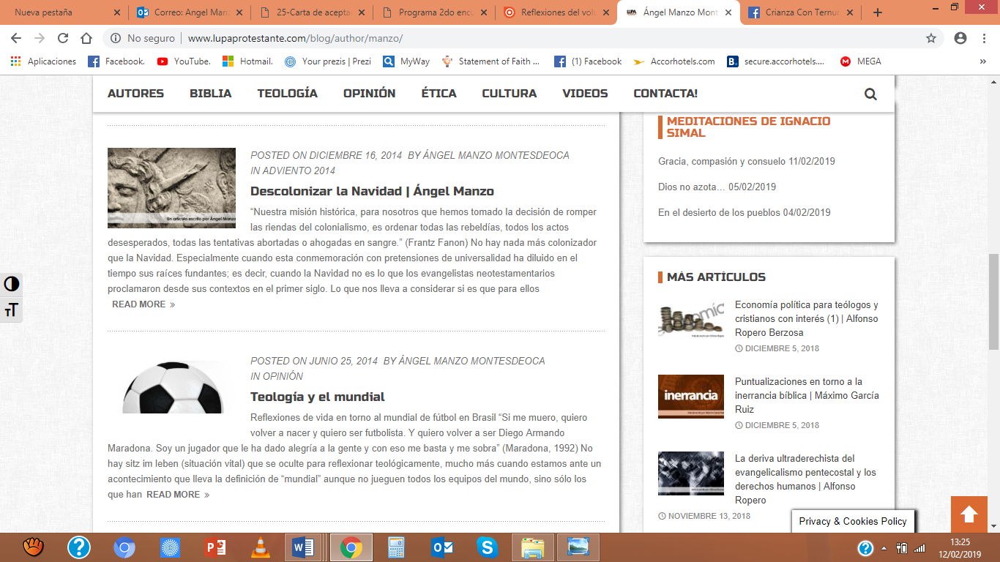 Nueva pestaña
Correo: Angel Manz
25-Carta de acepta
Programa 2do enc
Reflexiones del vol
Ángel Manzo Mont
Crianza Con Ternur
No seguro
www.lupaprotestante.com/blog/author/manzo/
Aplicaciones
Facebook.
YouTube.
Hotmail.
Your prezis | Prezi
MyWay
Statement of Faith ...
(1) Facebook
Accorhotels.com
secure.accorhotels....
MEGA
AUTORES
BIBLIA
TEOLOGÍA
OPINIÓN
ÉTICA
CULTURA
VIDEOS
CONTACTA!
Un artículo escrito por Ángel Manzo
POSTED ON DICIEMBRE 16, 2014 BY ÁNGEL MANZO MONTESDEOCA
IN ADVIENTO 2014
Descolonizar la Navidad | Ángel Manzo
“Nuestra misión histórica, para nosotros que hemos tomado la decisión de romper
las riendas del colonialismo, es ordenar todas las rebeldías, todos los actos
desesperados, todas las tentativas abortadas o ahogadas en sangre.” (Frantz Fanon) No hay nada más colonizador
que la Navidad. Especialmente cuando esta conmemoración con pretensiones de universalidad ha diluido en el
tiempo sus raíces fundantes; es decir, cuando la Navidad no es lo que los evangelistas neotestamentarios
proclamaron desde sus contextos en el primer siglo. Lo que nos lleva a considerar si es que para ellos
READ MORE »
POSTED ON JUNIO 25, 2014 BY ÁNGEL MANZO MONTESDEOCA
IN OPINIÓN
Teología y el mundial
Reflexiones de vida en torno al mundial de fútbol en Brasil “Si me muero, quiero
volver a nacer y quiero ser futbolista. Y quiero volver a ser Diego Armando
Maradona. Soy un jugador que le ha dado alegría a la gente y con eso me basta y me sobra” (Maradona, 1992) No
hay sitz im leben (situación vital) que se oculte para reflexionar teológicamente, mucho más cuando estamos ante un
acontecimiento que lleva la definición de “mundial” aunque no jueguen todos los equipos del mundo, sino sólo los
que han READ MORE »
MEDITACIONES DE IGNACIO
SIMAL
Gracia, compasión y consuelo 11/02/2019
Dios no azota… 05/02/2019
En el desierto de los pueblos 04/02/2019
MÁS ARTÍCULOS
Economía política para teólogos y
cristianos con interés (1) | Alfonso
Ropero Berzosa
DICIEMBRE 5, 2018
inerrancia
Puntualizaciones en torno a la
inerrancia bíblica | Máximo García
Ruiz
DICIEMBRE 5, 2018
La deriva ultraderechista del
evangelicalismo pentecostal y los
derechos humanos | Alfonso
Ropero
NOVIEMBRE 13, 2018
Privacy & Cookies Policy
13:25
12/02/2019